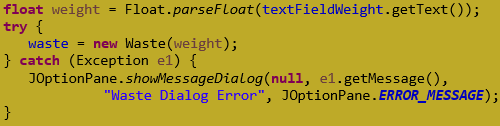 float weight = Float.parseFloat(textFieldWeight.getText());
try {
    waste = new Waste(weight);
} catch (Exception e1) {
    JOptionPane.showMessageDialog(null, e1.getMessage(),
            "Waste Dialog Error", JOptionPane.ERROR_MESSAGE);
}